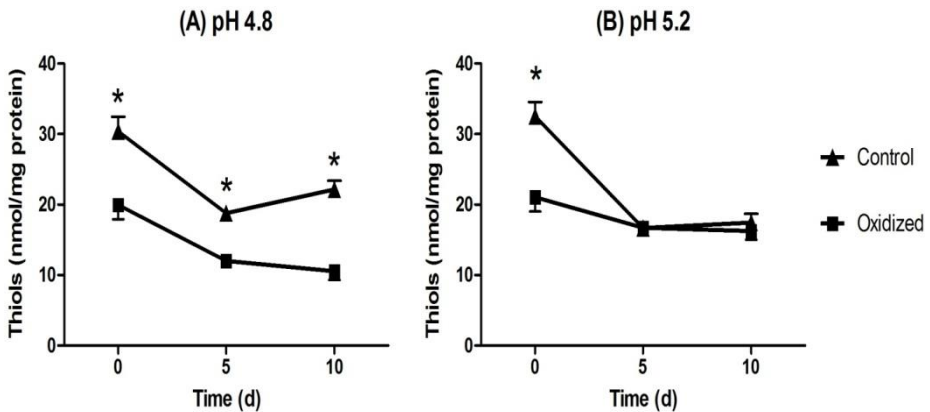 (A) pH 4.8
Thiols (nmol/mg protein)
40
30
20
10
0
*
*
*
0 5 10
Time (d)
(B) pH 5.2
Thiols (nmol/mg protein)
40
30
20
10
0
*
0 5 10
Time (d)
Control
Oxidized